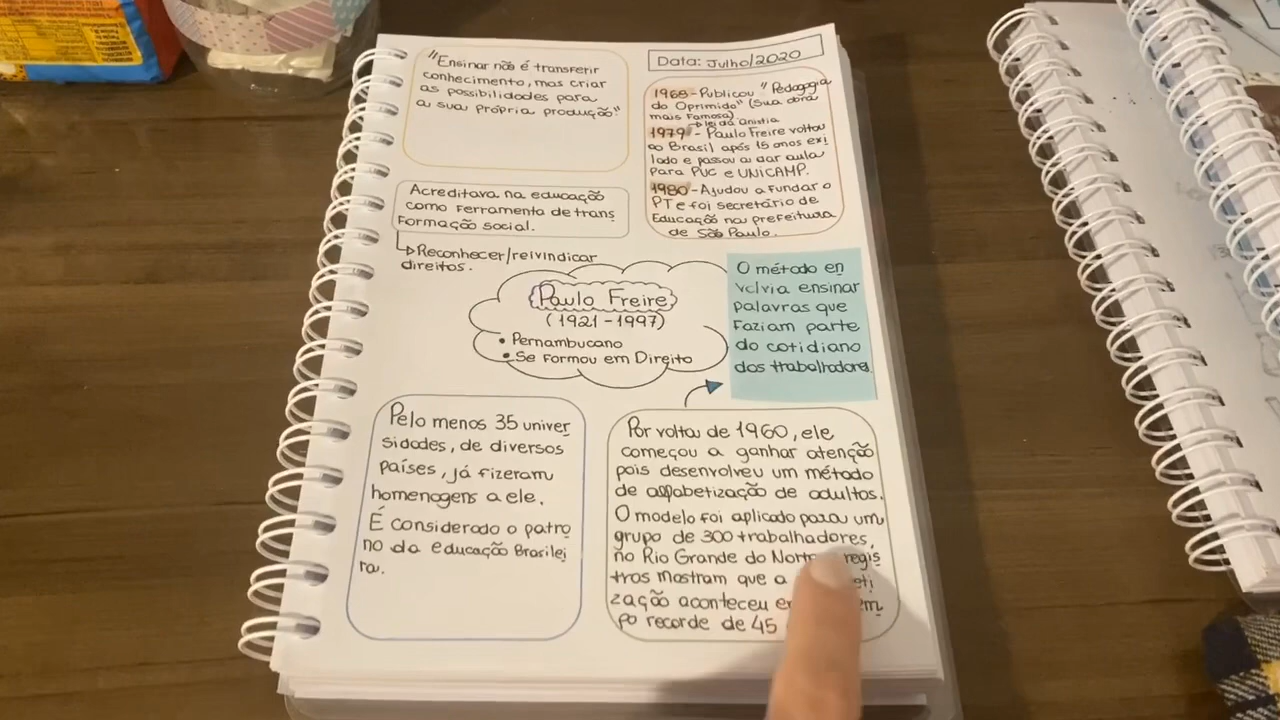 "Ensinar não é transferir
conhecimento, mas criar
as possibilidades para
a sua própria produção."
Data: Julho/2020
1968-Publicou "Pedagogia
do Oprimido" (Sua obra
mais Famosa).
→lei da anistia
1979 - Paulo Freire voltou
ao Brasil após 15 anos exi
lado e passou a dar aula
para PUC e UNICAMP.
1980-Ajudou a fundar o
PT e foi secretário de
Educação na prefeitura
de São Paulo.
Acreditava na educação
como ferramenta de trans
formação social.
Reconhecer/reivindicar
direitos.
Paulo Freire
(1921-1997)
• Pernambucano
• Se formou em Direito
O método en
volvia ensinar
palavras que
faziam parte
do cotidiano
dos trabalhadores.
Pelo menos 35 univer
sidades, de diversos
países, já fizeram
homenagens a ele.
É considerado o patro
no da educação Brasilei
ra.
Por volta de 1960, ele
começou a ganhar atenção
pois desenvolveu um método
de alfabetização de adultos.
O modelo foi aplicado para um
grupo de 300 trabalhadores,
no Rio Grande do Norte regis
tros mostram que a
zação aconteceu em
po recorde de 45